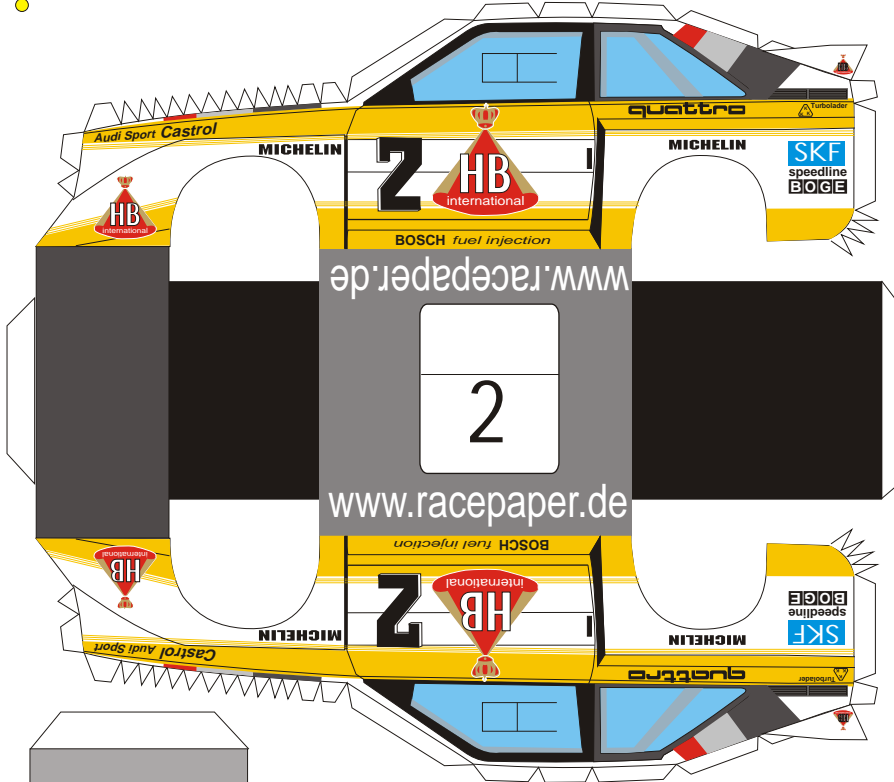 Audi Sport Castrol
MICHELIN
2
HB
international
quattro
Turbolader
MICHELIN
SKF
speedline
BOGE
HB
international
BOSCH fuel injection
www.racepaper.de
2
www.racepaper.de
BOSCH fuel injection
HB
international
2
HB
international
BOGE
speedline
SKF
MICHELIN
MICHELIN
Castrol Audi Sport
quattro
Turbolader